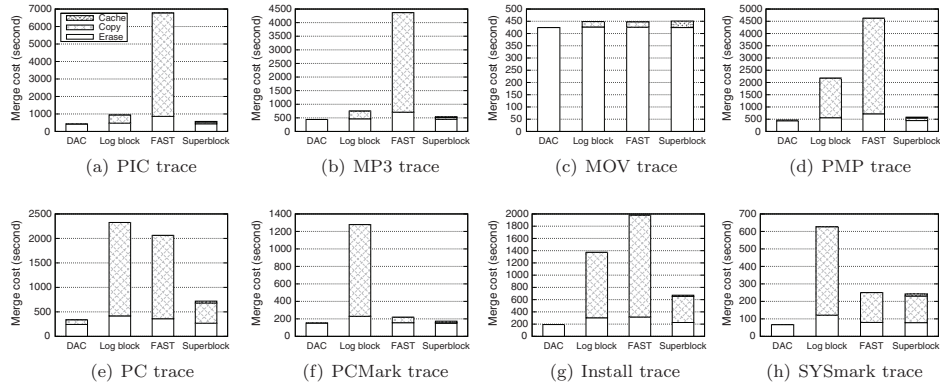 Merge cost (second)
7000
6000
5000
4000
3000
2000
1000
0
Cache
Copy
Erase
DAC Log block FAST Superblock
(a) PIC trace
Merge cost (second)
4500
4000
3500
3000
2500
2000
1500
1000
500
0
DAC Log block FAST Superblock
(b) MP3 trace
Merge cost (second)
500
450
400
350
300
250
200
150
100
50
0
DAC Log block FAST Superblock
(c) MOV trace
Merge cost (second)
5000
4500
4000
3500
3000
2500
2000
1500
1000
500
0
DAC Log block FAST Superblock
(d) PMP trace
Merge cost (second)
2500
2000
1500
1000
500
0
DAC Log block FAST Superblock
(e) PC trace
Merge cost (second)
1400
1200
1000
800
600
400
200
0
DAC Log block FAST Superblock
(f) PCMark trace
Merge cost (second)
2000
1800
1600
1400
1200
1000
800
600
400
200
0
DAC Log block FAST Superblock
(g) Install trace
Merge cost (second)
700
600
500
400
300
200
100
0
DAC Log block FAST Superblock
(h) SYSmark trace